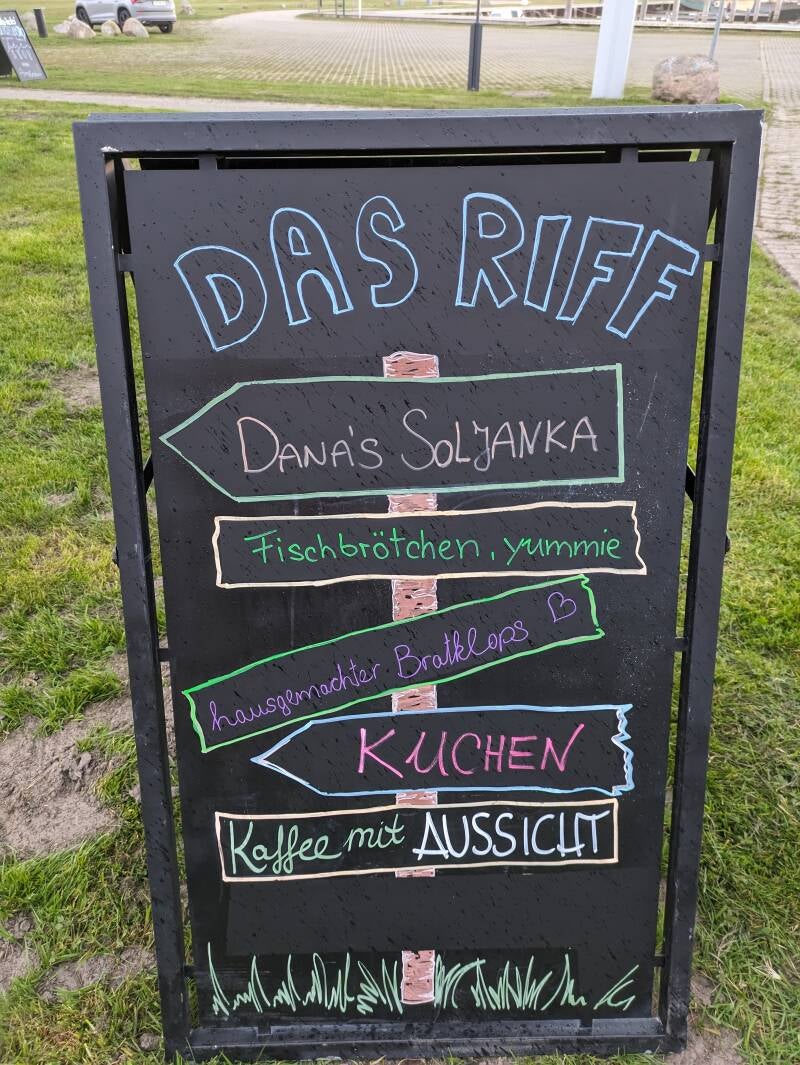 DAS RIFF
DANA'S SOLJANKA
Fischbrötchen, yummie
hausgemachter Bratklops
KUCHEN
Kaffee mit AUSSICHT